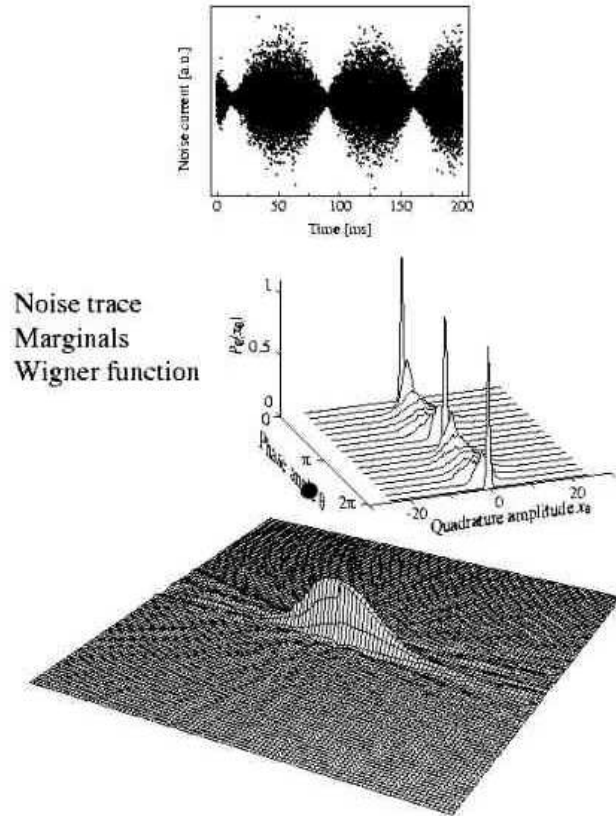 Noise current [a.u.]
0 50 100 150 200
Time [ms]
Noise trace
Marginals
Wigner function
1
0.5
0
Pθ(xθ)
0
π
2π
Phase θ
-20 0 20
Quadrature amplitude xθ